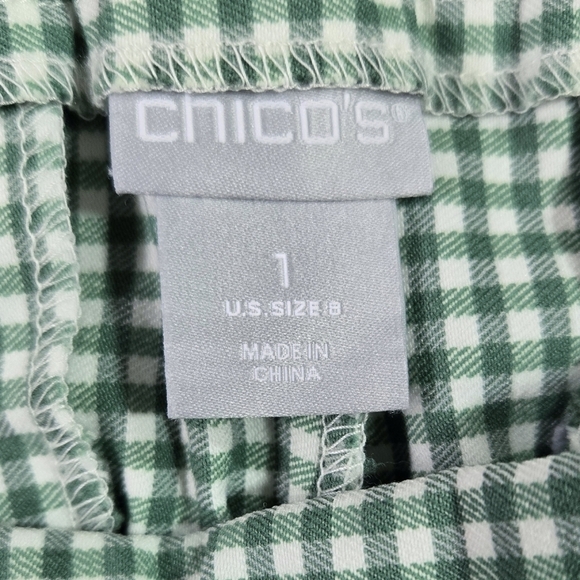 chico's®
1
U.S. SIZE 8
MADE IN
CHINA